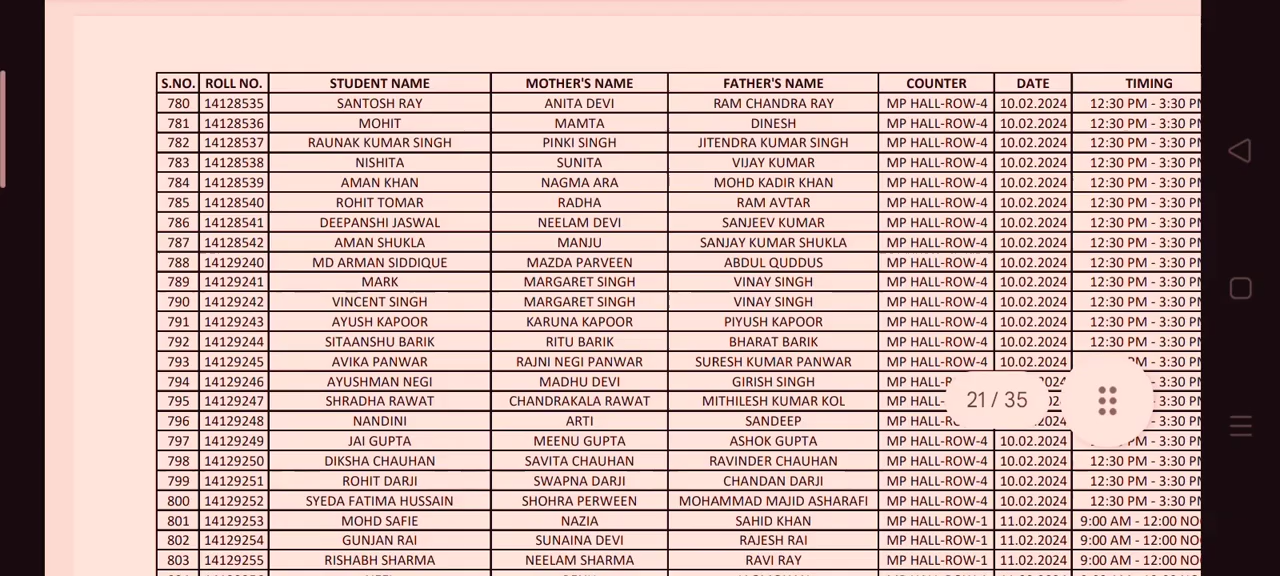 S.NO. ROLL NO. STUDENT NAME MOTHER'S NAME FATHER'S NAME COUNTER DATE TIMING
780 14128535 SANTOSH RAY ANITA DEVI RAM CHANDRA RAY MP HALL-ROW-4 10.02.2024 12:30 PM - 3:30 PM
781 14128536 MOHIT MAMTA DINESH MP HALL-ROW-4 10.02.2024 12:30 PM - 3:30 PM
782 14128537 RAUNAK KUMAR SINGH PINKI SINGH JITENDRA KUMAR SINGH MP HALL-ROW-4 10.02.2024 12:30 PM - 3:30 PM
783 14128538 NISHITA SUNITA VIJAY KUMAR MP HALL-ROW-4 10.02.2024 12:30 PM - 3:30 PM
784 14128539 AMAN KHAN NAGMA ARA MOHD KADIR KHAN MP HALL-ROW-4 10.02.2024 12:30 PM - 3:30 PM
785 14128540 ROHIT TOMAR RADHA RAM AVTAR MP HALL-ROW-4 10.02.2024 12:30 PM - 3:30 PM
786 14128541 DEEPANSHI JASWAL NEELAM DEVI SANJEEV KUMAR MP HALL-ROW-4 10.02.2024 12:30 PM - 3:30 PM
787 14128542 AMAN SHUKLA MANJU SANJAY KUMAR SHUKLA MP HALL-ROW-4 10.02.2024 12:30 PM - 3:30 PM
788 14129240 MD ARMAN SIDDIQUE MAZDA PARVEEN ABDUL QUDDUS MP HALL-ROW-4 10.02.2024 12:30 PM - 3:30 PM
789 14129241 MARK MARGARET SINGH VINAY SINGH MP HALL-ROW-4 10.02.2024 12:30 PM - 3:30 PM
790 14129242 VINCENT SINGH MARGARET SINGH VINAY SINGH MP HALL-ROW-4 10.02.2024 12:30 PM - 3:30 PM
791 14129243 AYUSH KAPOOR KARUNA KAPOOR PIYUSH KAPOOR MP HALL-ROW-4 10.02.2024 12:30 PM - 3:30 PM
792 14129244 SITAANSHU BARIK RITU BARIK BHARAT BARIK MP HALL-ROW-4 10.02.2024 12:30 PM - 3:30 PM
793 14129245 AVIKA PANWAR RAJNI NEGI PANWAR SURESH KUMAR PANWAR MP HALL-ROW-4 10.02.2024 PM - 3:30 PM
794 14129246 AYUSHMAN NEGI MADHU DEVI GIRISH SINGH MP
795 14129247 SHRADHA RAWAT CHANDRAKALA RAWAT MITHILESH KUMAR KOL MP 21 / 35
796 14129248 NANDINI ARTI SANDEEP MP
797 14129249 JAI GUPTA MEENU GUPTA ASHOK GUPTA MP HALL-ROW-4 10.02.2024 PM - 3:30 PM
798 14129250 DIKSHA CHAUHAN SAVITA CHAUHAN RAVINDER CHAUHAN MP HALL-ROW-4 10.02.2024 12:30 PM - 3:30 PM
799 14129251 ROHIT DARJI SWAPNA DARJI CHANDAN DARJI MP HALL-ROW-4 10.02.2024 12:30 PM - 3:30 PM
800 14129252 SYEDA FATIMA HUSSAIN SHOHRA PERWEEN MOHAMMAD MAJID ASHARAFI MP HALL-ROW-4 10.02.2024 12:30 PM - 3:30 PM
801 14129253 MOHD SAFIE NAZIA SAHID KHAN MP HALL-ROW-1 11.02.2024 9:00 AM - 12:00
802 14129254 GUNJAN RAI SUNAINA DEVI RAJESH RAI MP HALL-ROW-1 11.02.2024 9:00 AM - 12:00
803 14129255 RISHABH SHARMA NEELAM SHARMA RAVI RAY MP HALL-ROW-1 11.02.2024 9:00 AM - 12:00